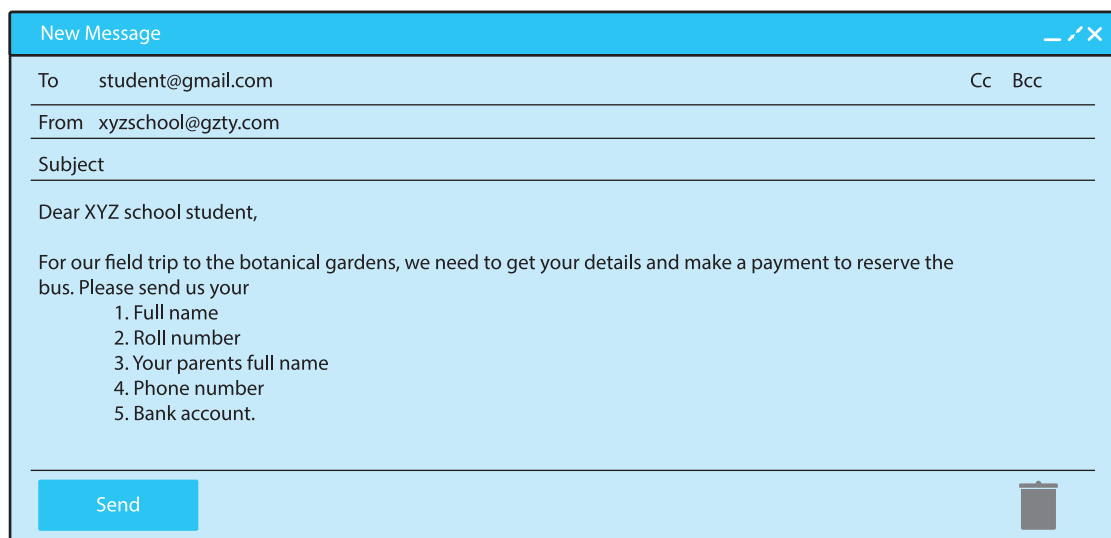 New Message
To student@gmail.com Cc Bcc
From xyzschool@gzty.com
Subject
Dear XYZ school student,
For our field trip to the botanical gardens, we need to get your details and make a payment to reserve the
bus. Please send us your
1. Full name
2. Roll number
3. Your parents full name
4. Phone number
5. Bank account.
Send